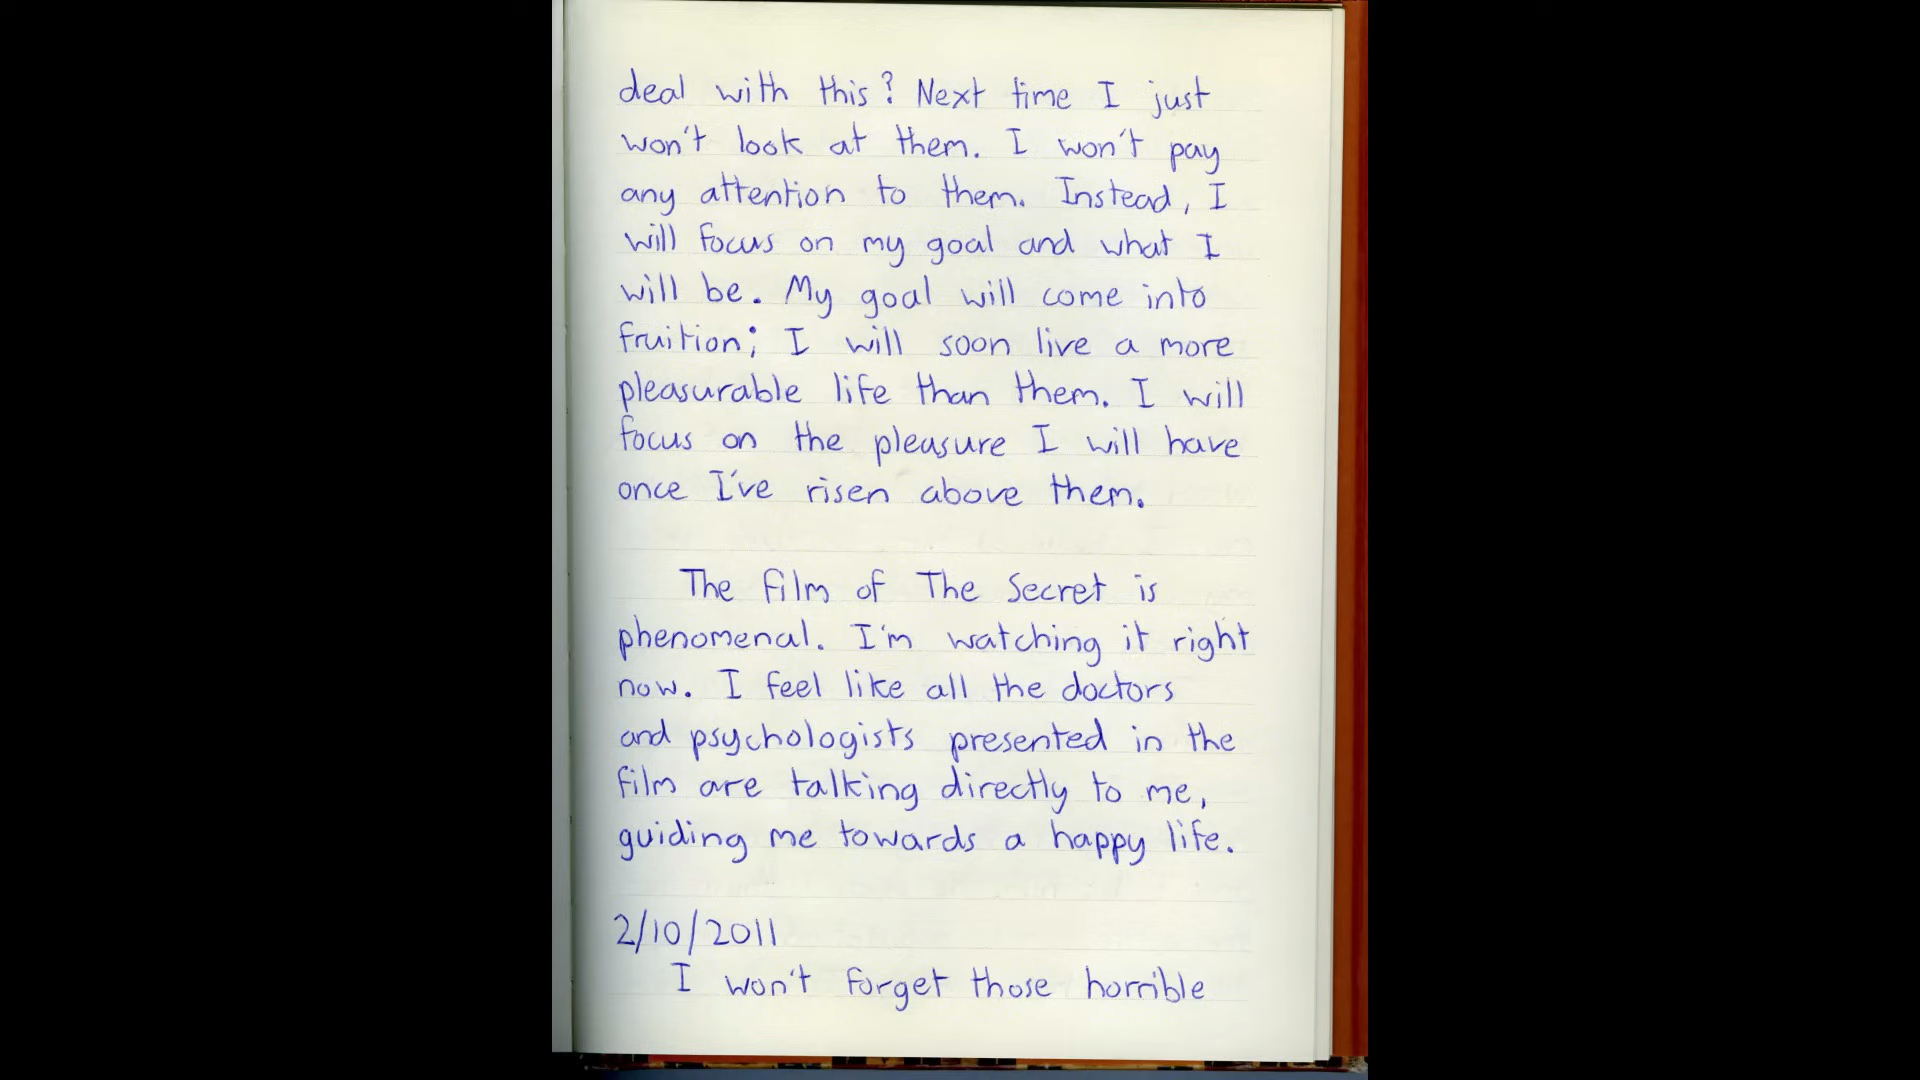 deal with this? Next time I just
won't look at them. I won't pay
any attention to them. Instead, I
will focus on my goal and what I
will be. My goal will come into
fruition; I will soon live a more
pleasurable life than them. I will
focus on the pleasure I will have
once I've risen above them.
The film of The Secret is
phenomenal. I'm watching it right
now. I feel like all the doctors
and psychologists presented in the
film are talking directly to me,
guiding me towards a happy life.
2/10/2011
I won't forget those horrible